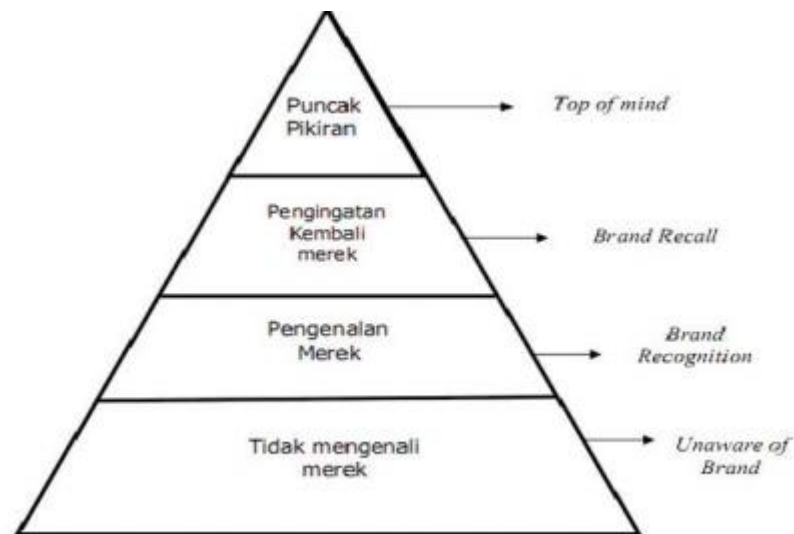 Puncak
Pikiran
Top of mind
Pengingatan
Kembali
merek
Brand Recall
Pengenalan
Merek
Brand
Recognition
Tidak mengenali
merek
Unaware of
Brand